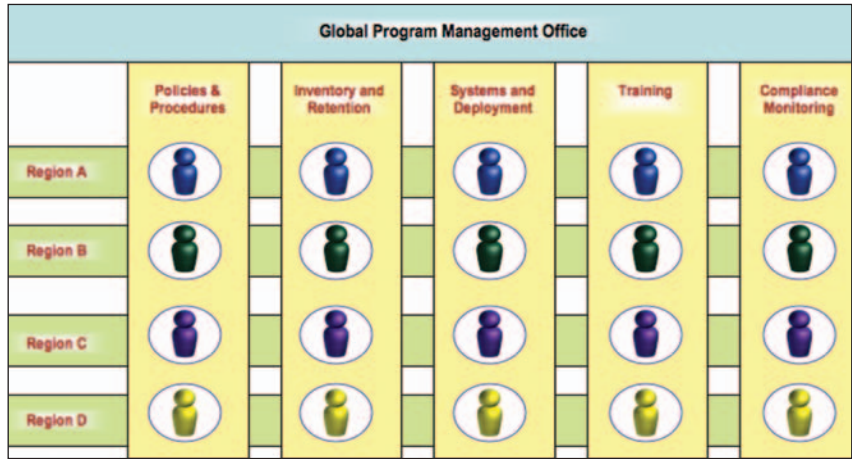 Global Program Management Office
Policies &
Procedures
Inventory and
Retention
Systems and
Deployment
Training
Compliance
Monitoring
Region A
Region B
Region C
Region D